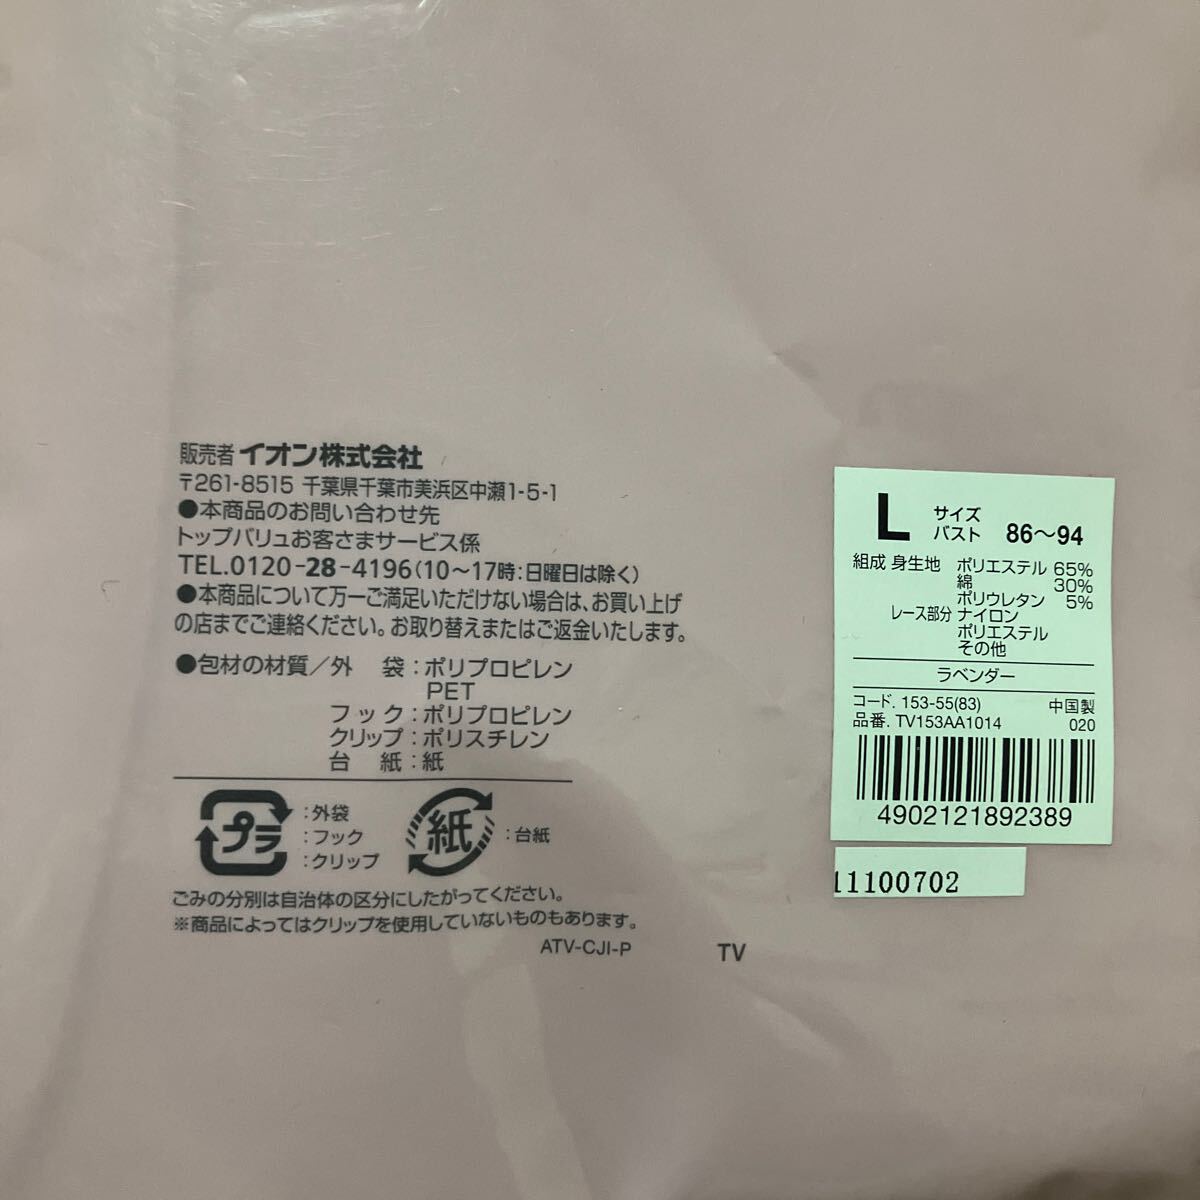 販売者 イオン株式会社
〒261-8515 千葉県千葉市美浜区中瀬1-5-1
●本商品のお問い合わせ先
トップバリュお客さまサービス係
TEL.0120-28-4196(10〜17時:日曜日は除く)
●本商品について万一ご満足いただけない場合は、お買い上げ
の店までご連絡ください。お取り替えまたはご返金いたします。
●包材の材質/外 袋:ポリプロピレン
PET
フック:ポリプロピレン
クリップ:ポリスチレン
台 紙:紙
プラ
:外袋
:フック
:クリップ
紙
:台紙
ごみの分別は自治体の区分にしたがってください。
※商品によってはクリップを使用していないものもあります。
ATV-CJI-P
TV
L サイズ
バスト 86〜94
組成 身生地 ポリエステル 65%
綿 30%
ポリウレタン 5%
レース部分 ナイロン
ポリエステル
その他
ラベンダー
コード. 153-55(83) 中国製
品番. TV153AA1014 020
4902121892389
11100702